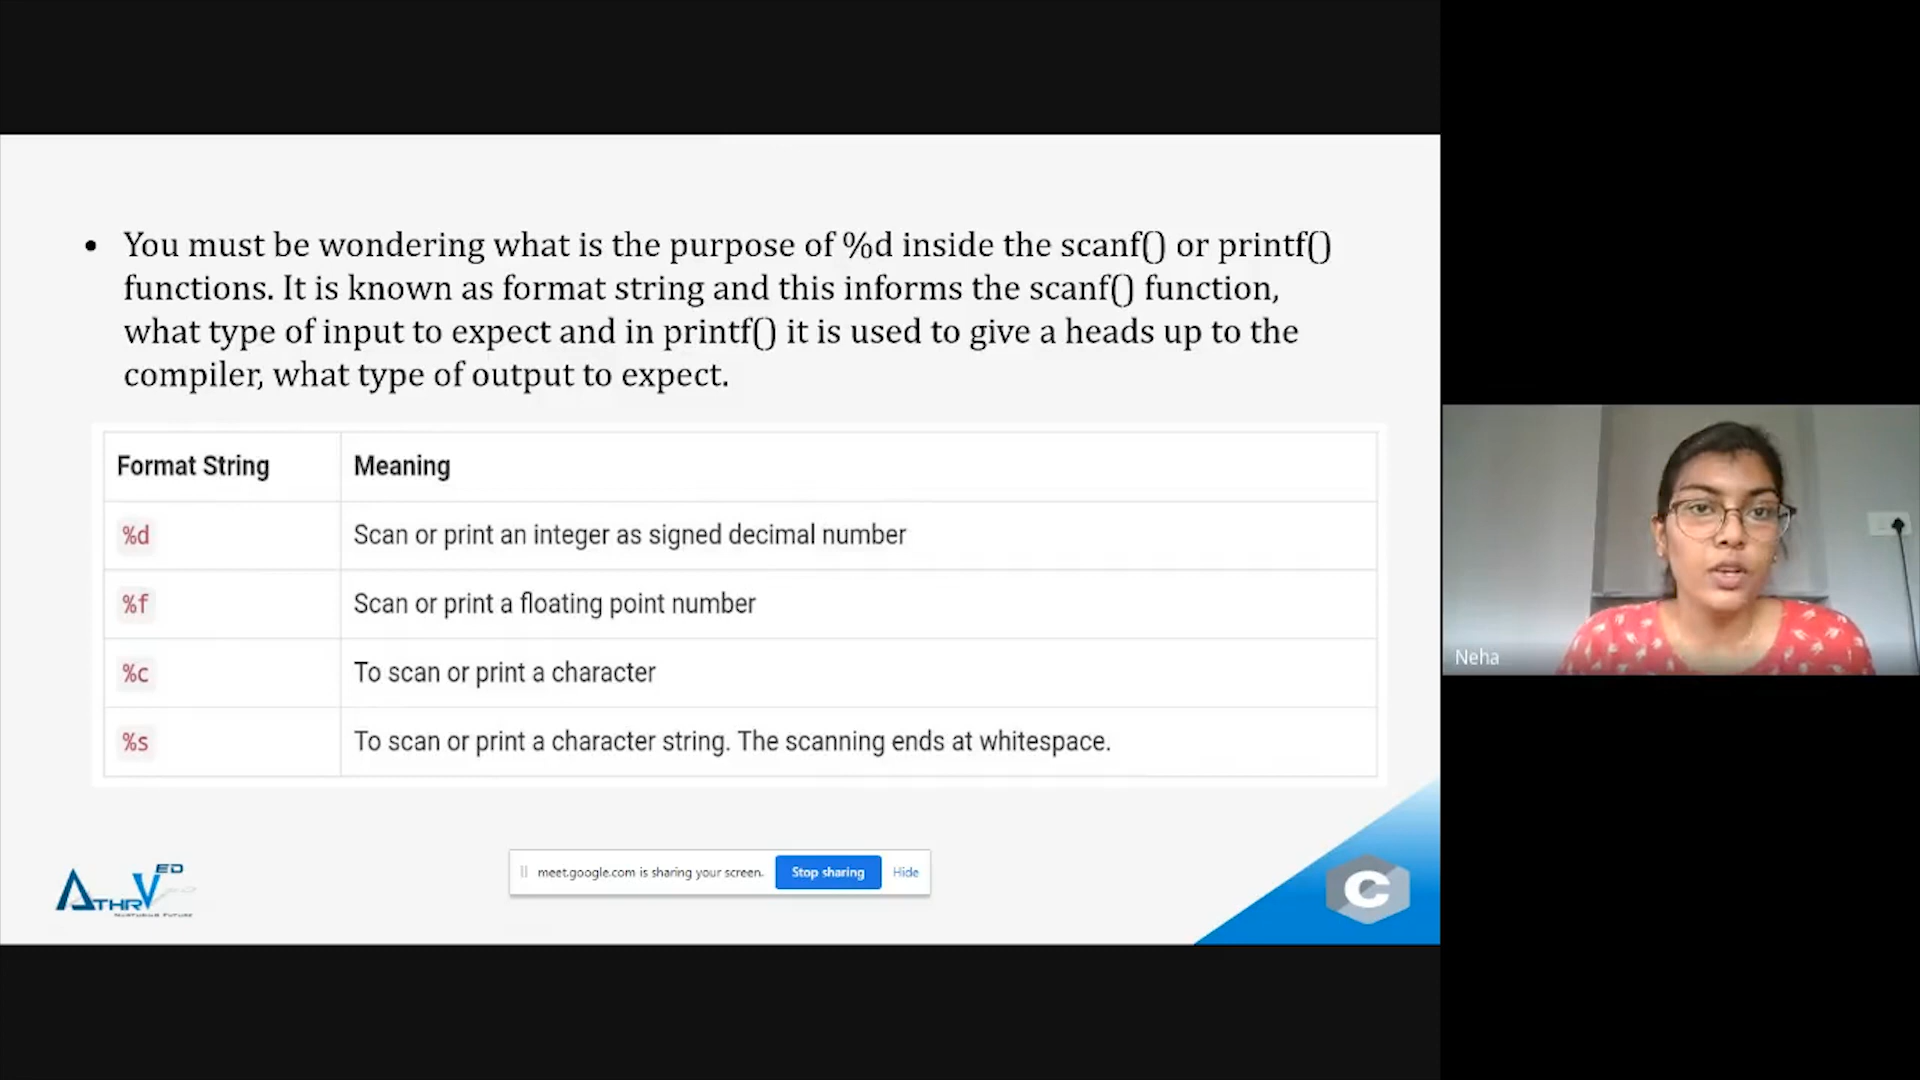 • You must be wondering what is the purpose of %d inside the scanf() or printf()
functions. It is known as format string and this informs the scanf() function,
what type of input to expect and in printf() it is used to give a heads up to the
compiler, what type of output to expect.
Format String Meaning
%d Scan or print an integer as signed decimal number
%f Scan or print a floating point number
%c To scan or print a character
%s To scan or print a character string. The scanning ends at whitespace.
Neha
ATHRVED
NURTURING FUTURE
meet.google.com is sharing your screen. Stop sharing Hide
C